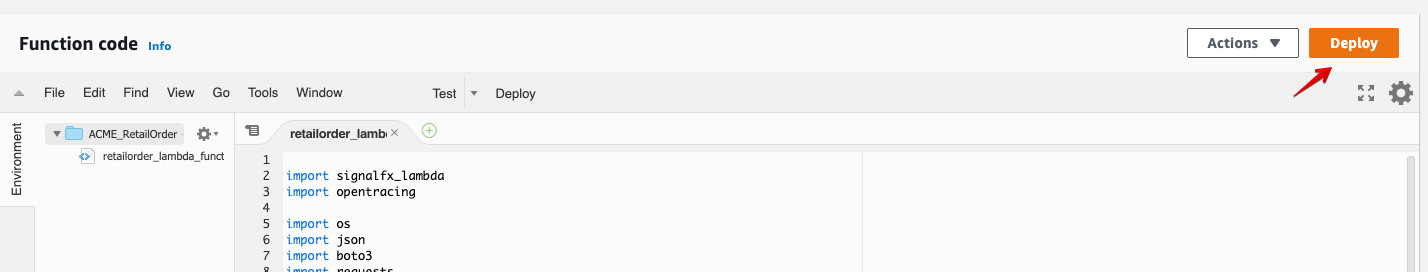 Function code Info
Actions Deploy
File Edit Find View Go Tools Window Test Deploy
Environment
ACME_RetailOrder
retailorder_lambda_funct
retailorder_lamb
1
2 import signalfx_lambda
3 import opentracing
4
5 import os
6 import json
7 import boto3
8 import requests